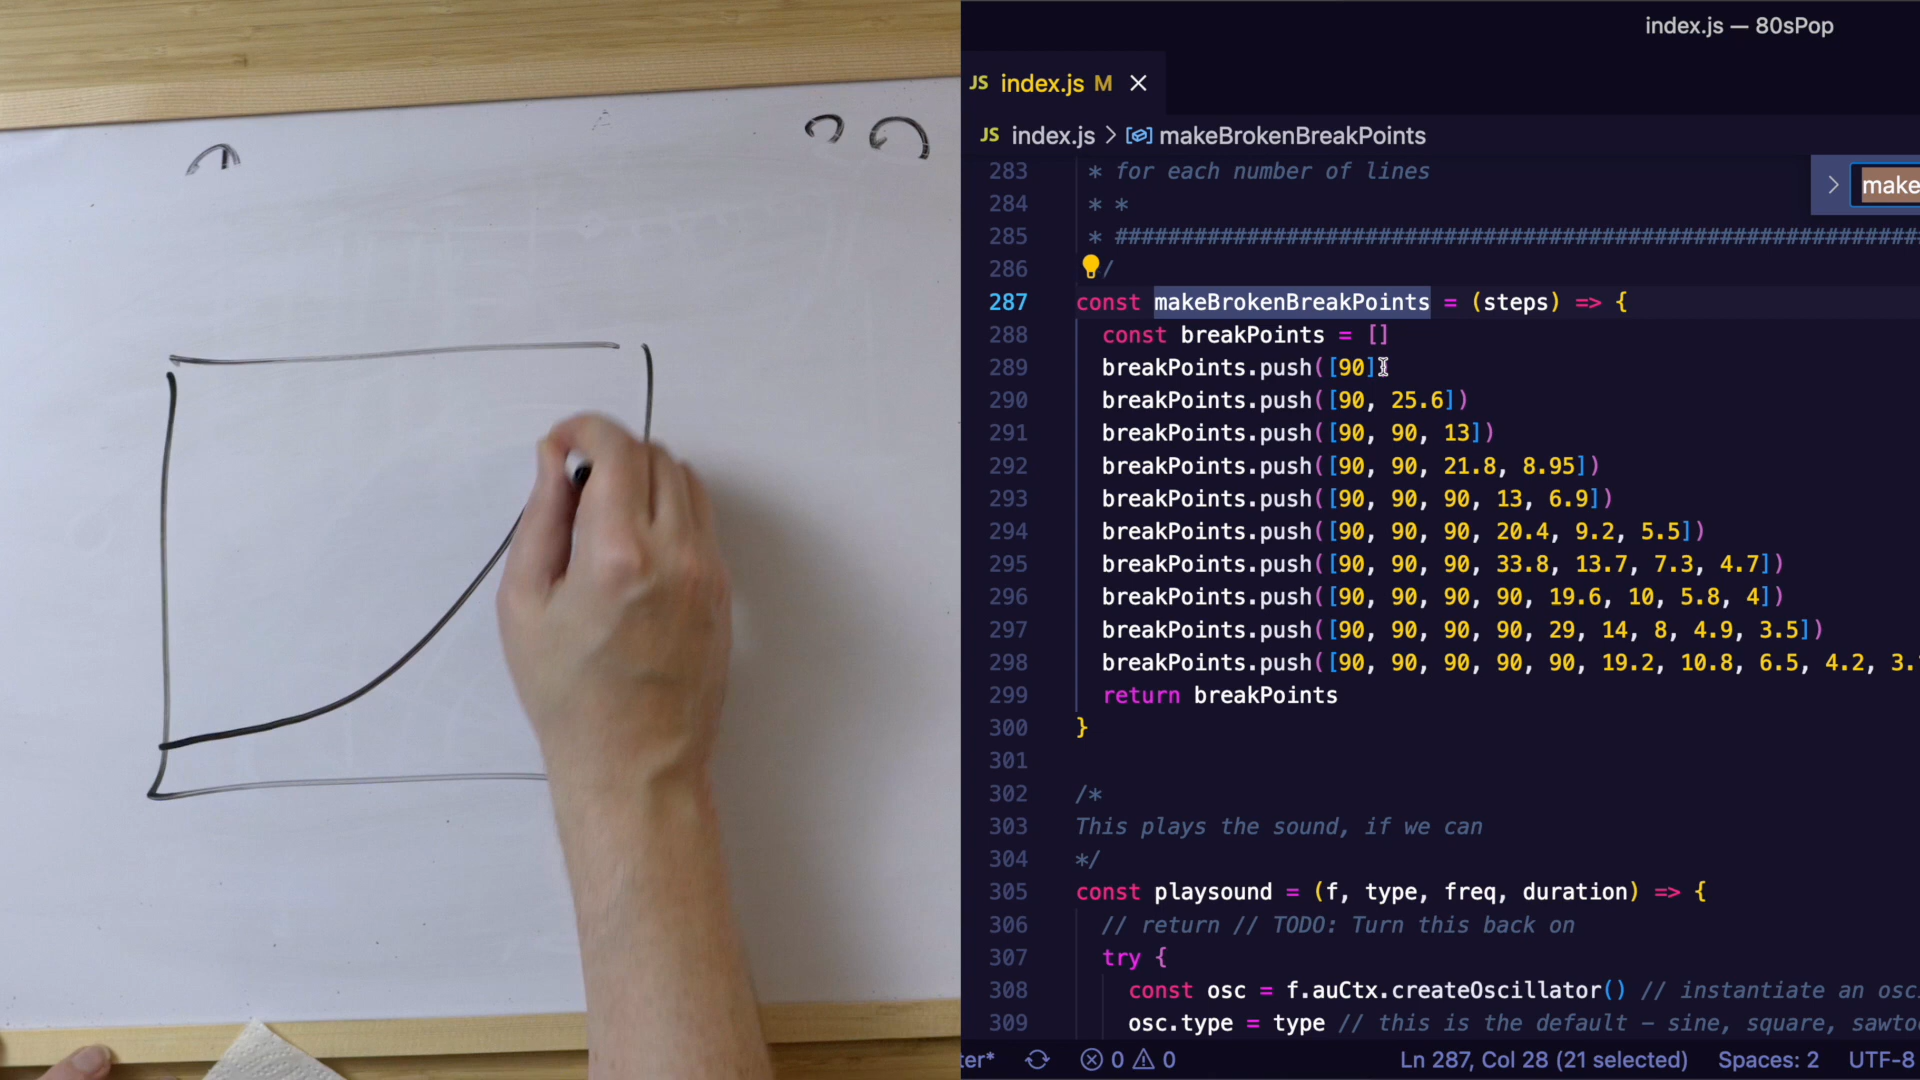 index.js — 80sPop
JS index.js M
JS index.js > makeBrokenBreakPoints
make
283 * for each number of lines
284 * *
285 * ##############################################################
286 /
287 const makeBrokenBreakPoints = (steps) => {
288 const breakPoints = []
289 breakPoints.push([90]
290 breakPoints.push([90, 25.6])
291 breakPoints.push([90, 90, 13])
292 breakPoints.push([90, 90, 21.8, 8.95])
293 breakPoints.push([90, 90, 90, 13, 6.9])
294 breakPoints.push([90, 90, 90, 20.4, 9.2, 5.5])
295 breakPoints.push([90, 90, 90, 33.8, 13.7, 7.3, 4.7])
296 breakPoints.push([90, 90, 90, 90, 19.6, 10, 5.8, 4])
297 breakPoints.push([90, 90, 90, 90, 29, 14, 8, 4.9, 3.5])
298 breakPoints.push([90, 90, 90, 90, 90, 19.2, 10.8, 6.5, 4.2, 3.
299 return breakPoints
300 }
301
302 /*
303 This plays the sound, if we can
304 */
305 const playsound = (f, type, freq, duration) => {
306 // return // TODO: Turn this back on
307 try {
308 const osc = f.auCtx.createOscillator() // instantiate an osc
309 osc.type = type // this is the default – sine, square, sawto
ter* 0 0 Ln 287, Col 28 (21 selected) Spaces: 2 UTF-8